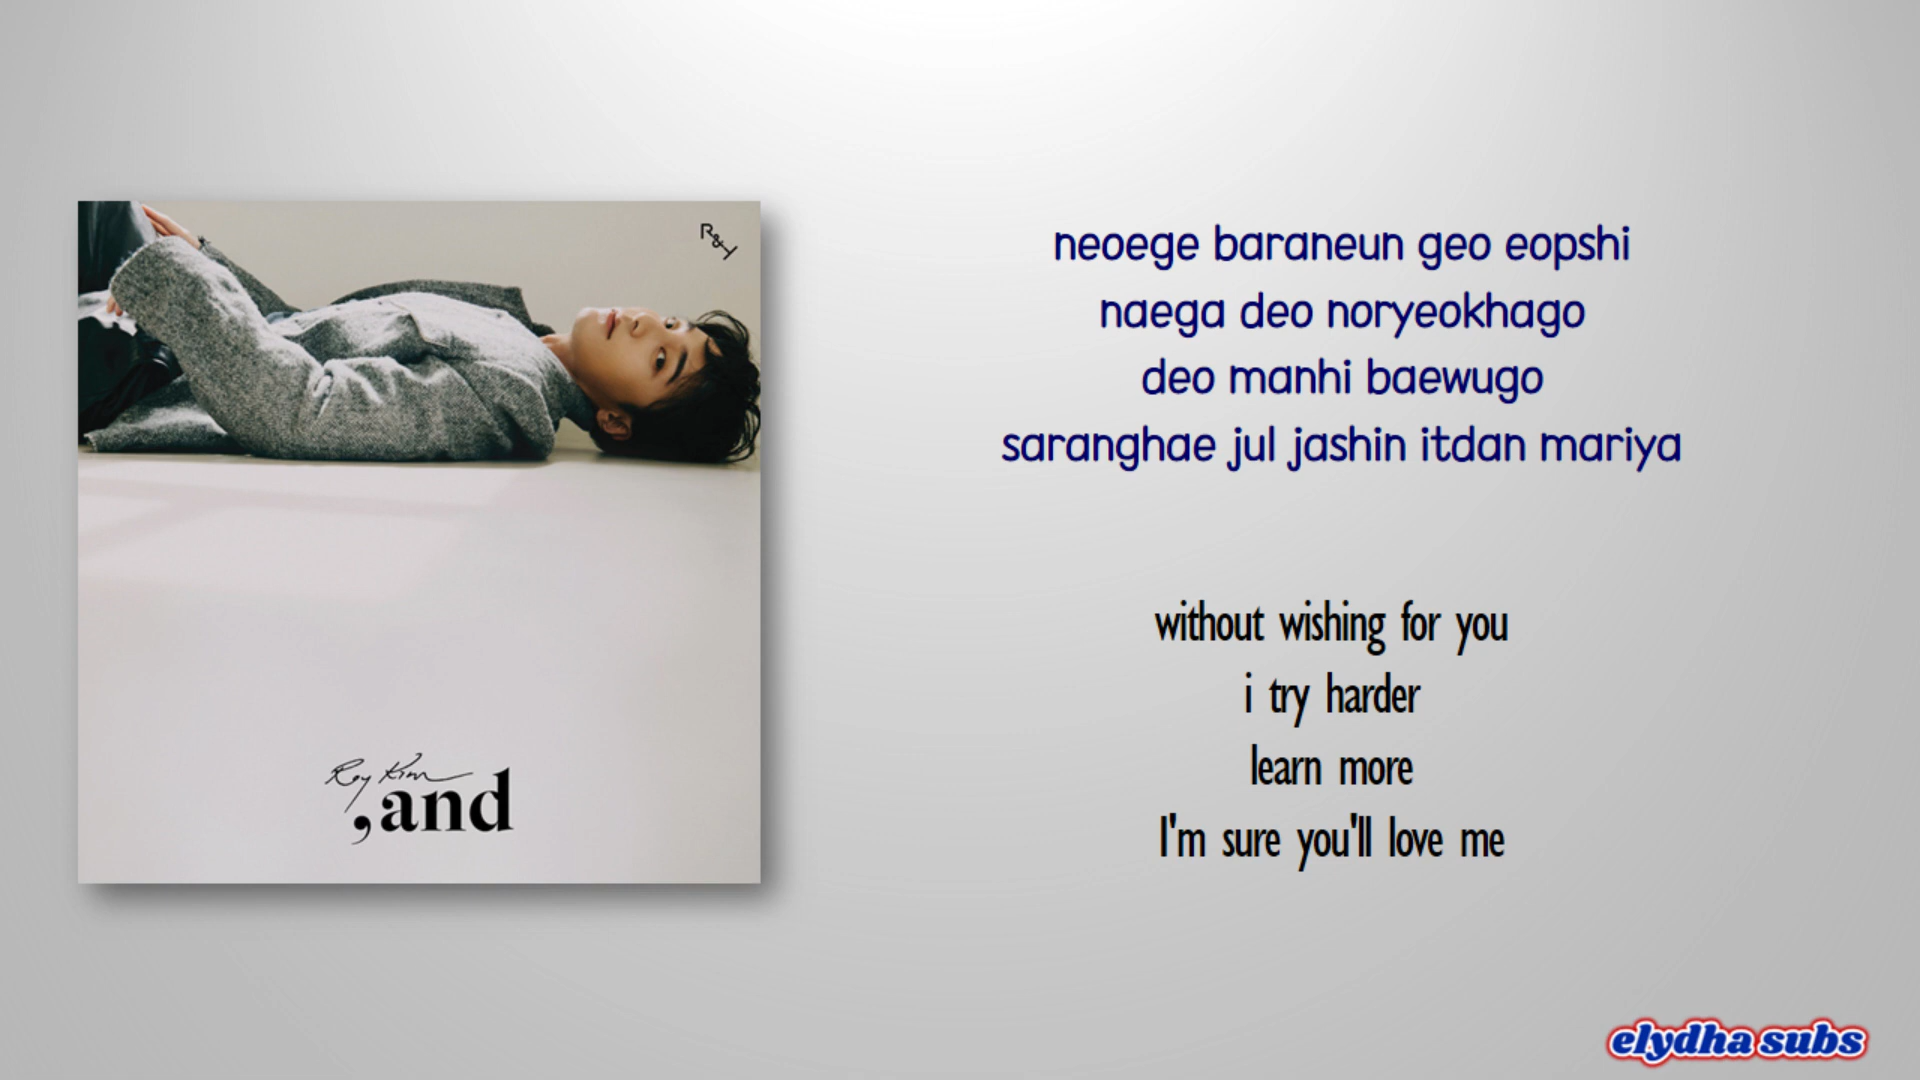 R&Y
neoege baraneun geo eopshi
naega deo noryeokhago
deo manhi baewugo
saranghae jul jashin itdan mariya
without wishing for you
i try harder
learn more
I'm sure you'll love me
Roy Kim
,and
elydha subs